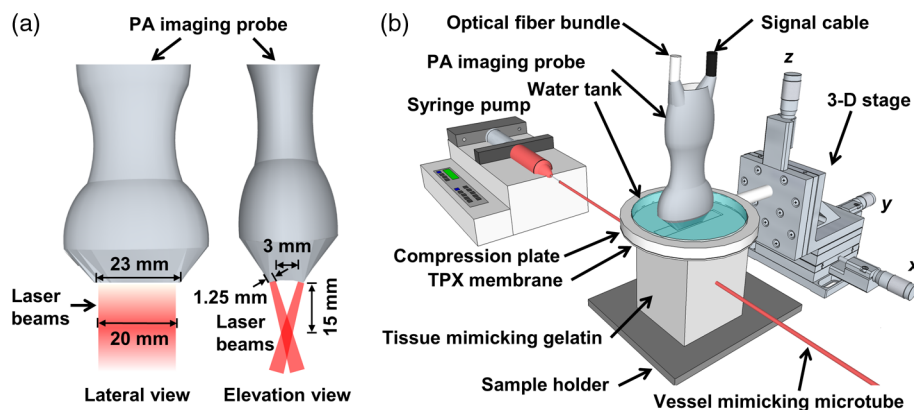 (a)
PA imaging probe
23 mm
3 mm
1.25 mm
15 mm
Laser
beams
20 mm
Laser
beams
Lateral view
Elevation view
(b)
Optical fiber bundle
Signal cable
PA imaging probe
Water tank
Syringe pump
z
3-D stage
y
x
Compression plate
TPX membrane
Tissue mimicking gelatin
Sample holder
Vessel mimicking microtube